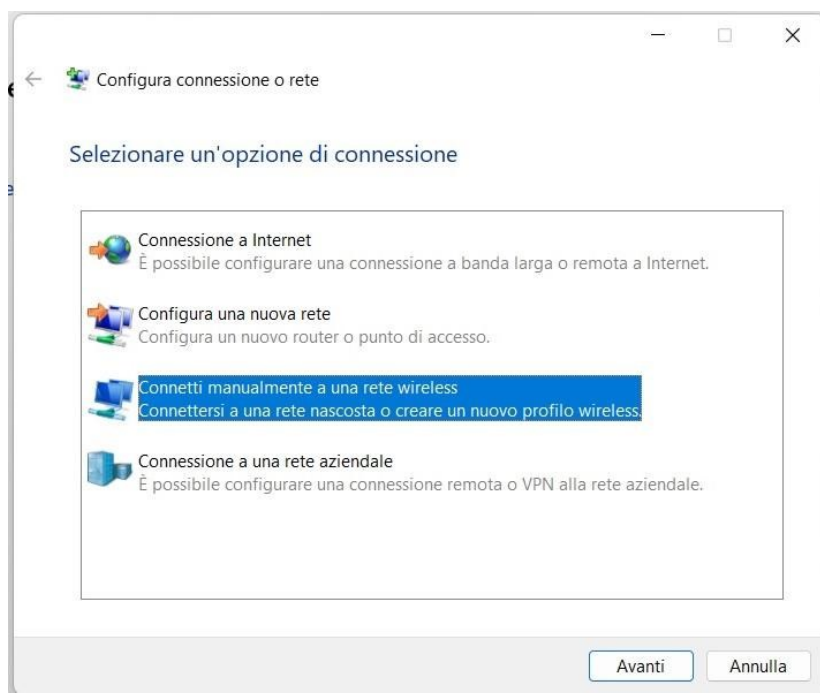 Configura connessione o rete
Selezionare un'opzione di connessione
Connessione a Internet
È possibile configurare una connessione a banda larga o remota a Internet.
Configura una nuova rete
Configura un nuovo router o punto di accesso.
Connetti manualmente a una rete wireless
Connettersi a una rete nascosta o creare un nuovo profilo wireless.
Connessione a una rete aziendale
È possibile configurare una connessione remota o VPN alla rete aziendale.
Avanti
Annulla